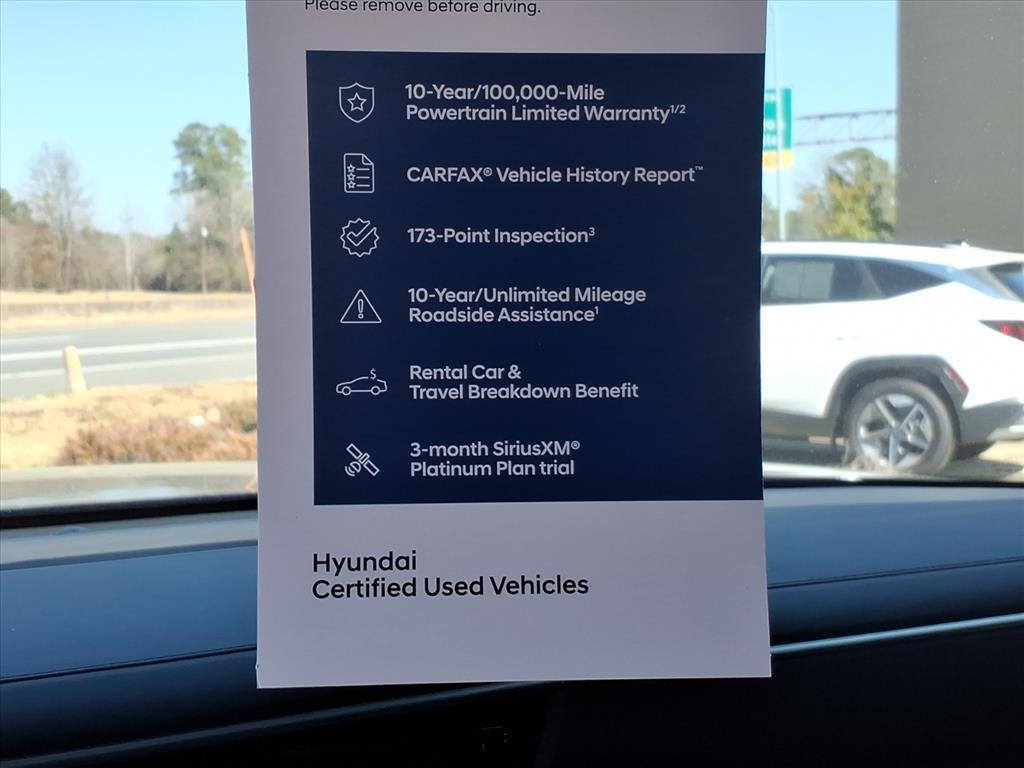 Please remove before driving.
10-Year/100,000-Mile
Powertrain Limited Warranty¹/²
CARFAX® Vehicle History Report™
173-Point Inspection³
10-Year/Unlimited Mileage
Roadside Assistance¹
Rental Car &
Travel Breakdown Benefit
3-month SiriusXM®
Platinum Plan trial
Hyundai
Certified Used Vehicles